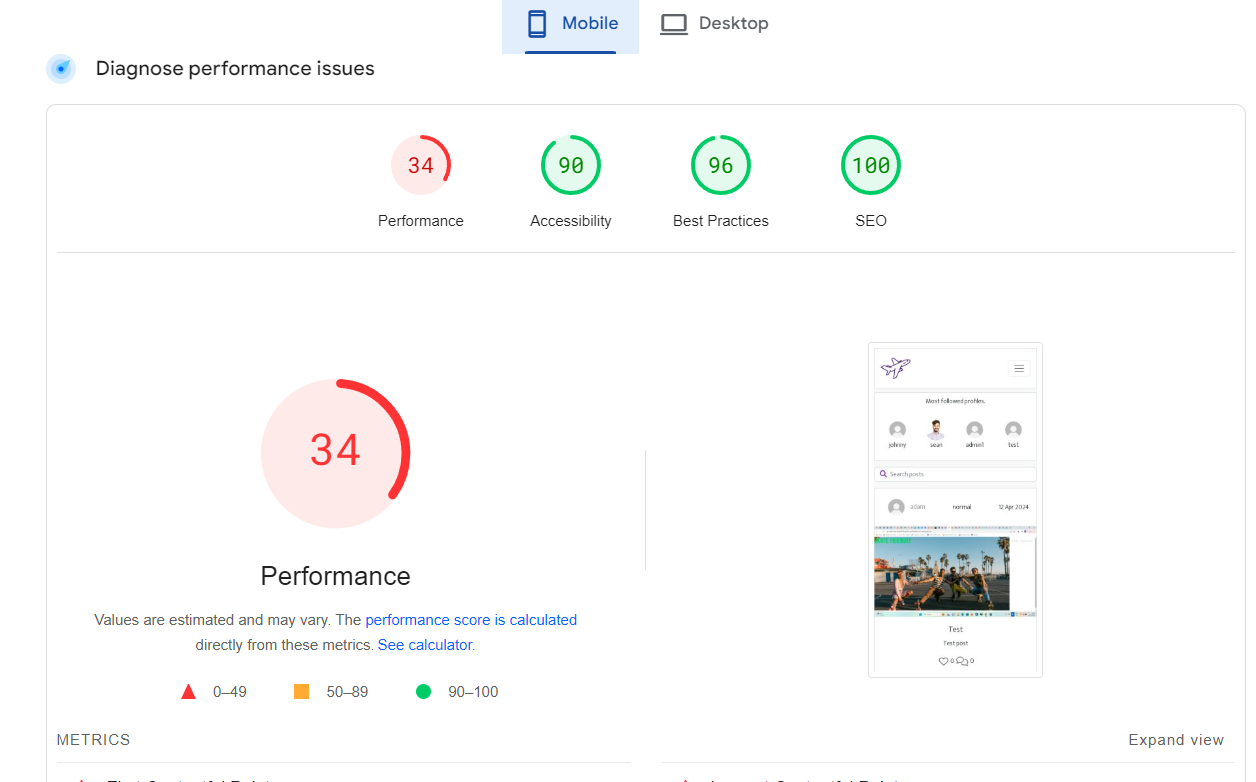 Mobile
Desktop
Diagnose performance issues
34
90
96
100
Performance
Accessibility
Best Practices
SEO
34
Performance
Values are estimated and may vary. The performance score is calculated
directly from these metrics. See calculator.
0–49
50–89
90–100
Most followed profiles.
johnny
sean
admin1
test
Search posts
adam
normal
12 Apr 2024
Test
Test post
0
0
METRICS
Expand view